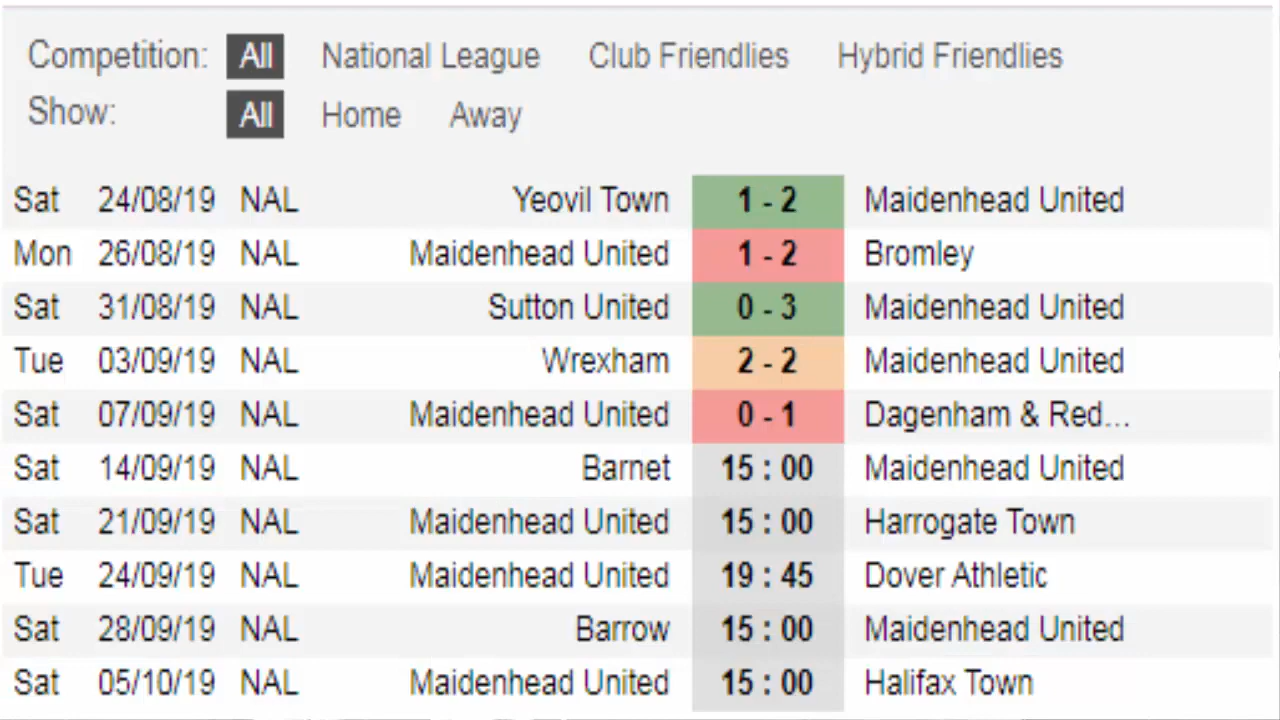 Competition: All National League Club Friendlies Hybrid Friendlies
Show: All Home Away
Sat 24/08/19 NAL Yeovil Town 1 - 2 Maidenhead United
Mon 26/08/19 NAL Maidenhead United 1 - 2 Bromley
Sat 31/08/19 NAL Sutton United 0 - 3 Maidenhead United
Tue 03/09/19 NAL Wrexham 2 - 2 Maidenhead United
Sat 07/09/19 NAL Maidenhead United 0 - 1 Dagenham & Red...
Sat 14/09/19 NAL Barnet 15 : 00 Maidenhead United
Sat 21/09/19 NAL Maidenhead United 15 : 00 Harrogate Town
Tue 24/09/19 NAL Maidenhead United 19 : 45 Dover Athletic
Sat 28/09/19 NAL Barrow 15 : 00 Maidenhead United
Sat 05/10/19 NAL Maidenhead United 15 : 00 Halifax Town